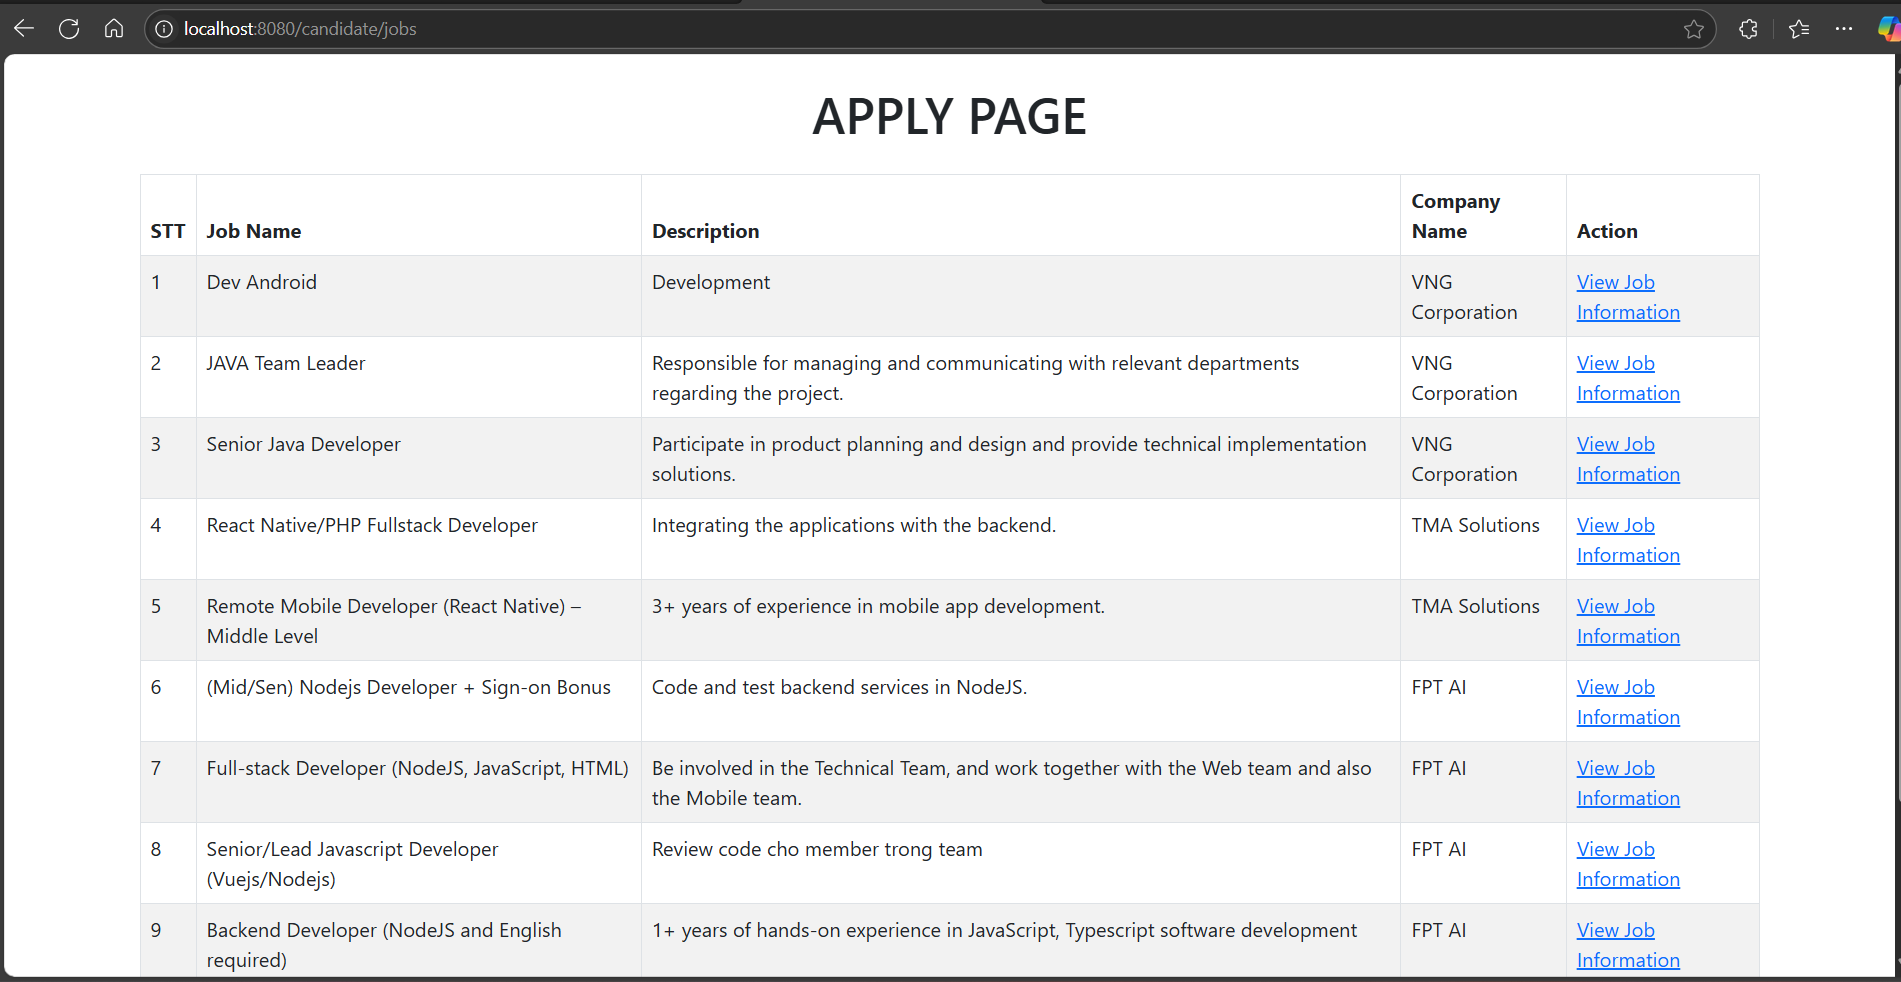 localhost:8080/candidate/jobs
APPLY PAGE
STT Job Name Description Company Name Action
1 Dev Android Development VNG Corporation View Job Information
2 JAVA Team Leader Responsible for managing and communicating with relevant departments regarding the project. VNG Corporation View Job Information
3 Senior Java Developer Participate in product planning and design and provide technical implementation solutions. VNG Corporation View Job Information
4 React Native/PHP Fullstack Developer Integrating the applications with the backend. TMA Solutions View Job Information
5 Remote Mobile Developer (React Native) – Middle Level 3+ years of experience in mobile app development. TMA Solutions View Job Information
6 (Mid/Sen) Nodejs Developer + Sign-on Bonus Code and test backend services in NodeJS. FPT AI View Job Information
7 Full-stack Developer (NodeJS, JavaScript, HTML) Be involved in the Technical Team, and work together with the Web team and also the Mobile team. FPT AI View Job Information
8 Senior/Lead Javascript Developer (Vuejs/Nodejs) Review code cho member trong team FPT AI View Job Information
9 Backend Developer (NodeJS and English required) 1+ years of hands-on experience in JavaScript, Typescript software development FPT AI View Job Information